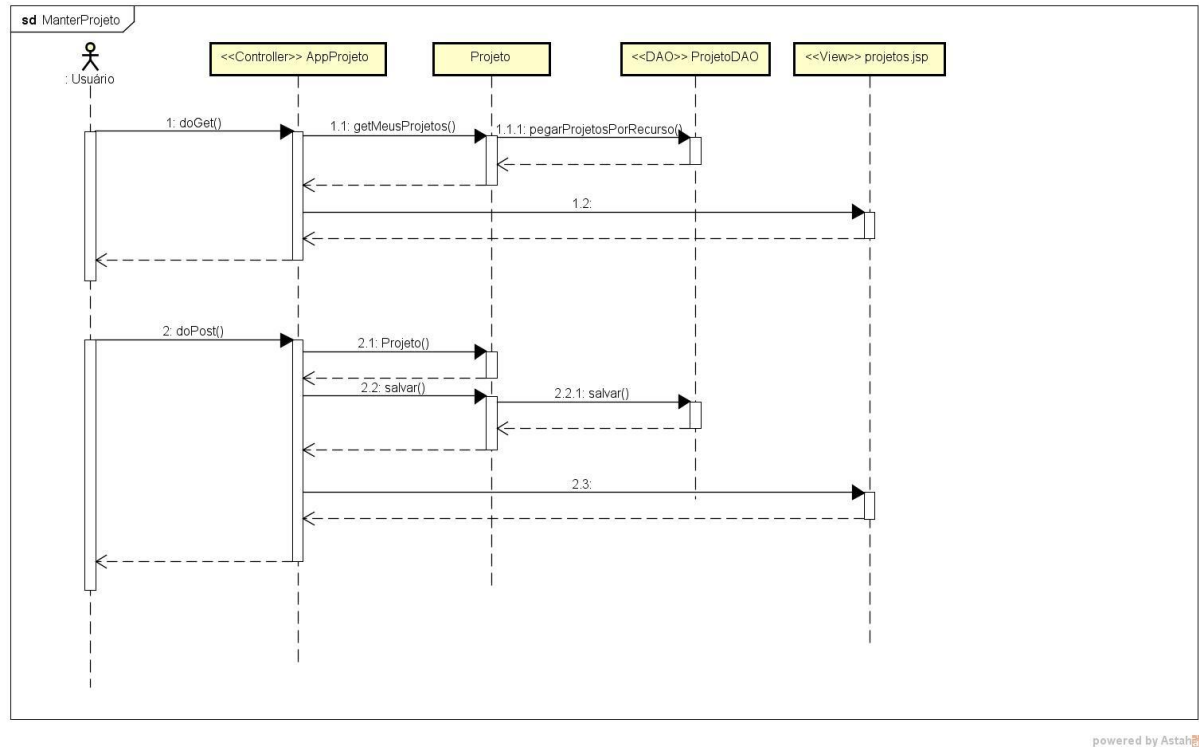 sd ManterProjeto
: Usuário
<<Controller>> AppProjeto
Projeto
<<DAO>> ProjetoDAO
<<View>> projetos.jsp
1: doGet()
1.1: getMeusProjetos()
1.1.1: pegarProjetosPorRecurso()
1.2:
2: doPost()
2.1: Projeto()
2.2: salvar()
2.2.1: salvar()
2.3:
powered by Astah